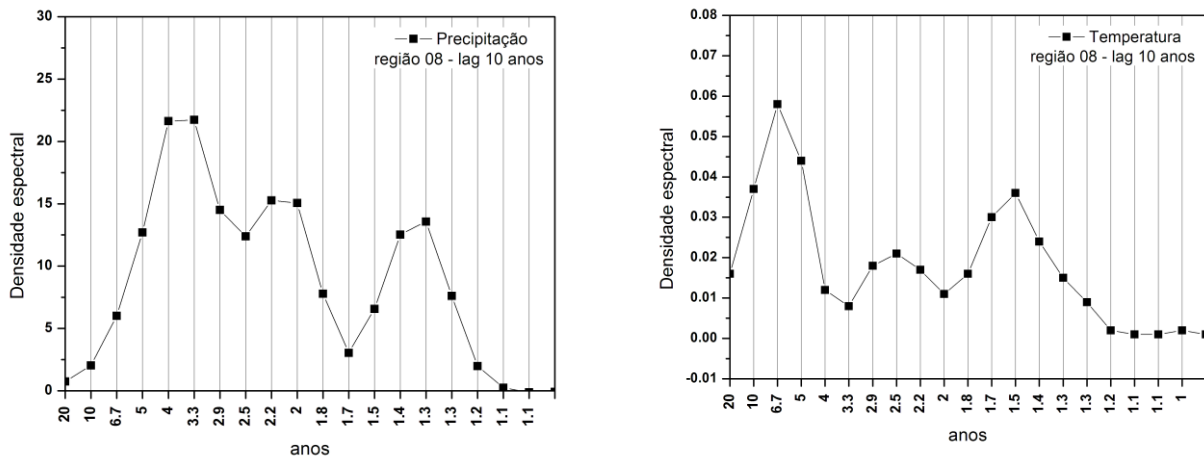 30
25
20
15
10
5
0
Densidade espectral
Precipitação
região 08 - lag 10 anos
20 10 6.7 5 4 3.3 2.9 2.5 2.2 2 1.8 1.7 1.5 1.4 1.3 1.3 1.2 1.1 1.1
anos
0.08
0.07
0.06
0.05
0.04
0.03
0.02
0.01
0.00
-0.01
Densidade espectral
Temperatura
região 08 - lag 10 anos
20 10 6.7 5 4 3.3 2.9 2.5 2.2 2 1.8 1.7 1.5 1.4 1.3 1.3 1.2 1.1 1.1 1
anos